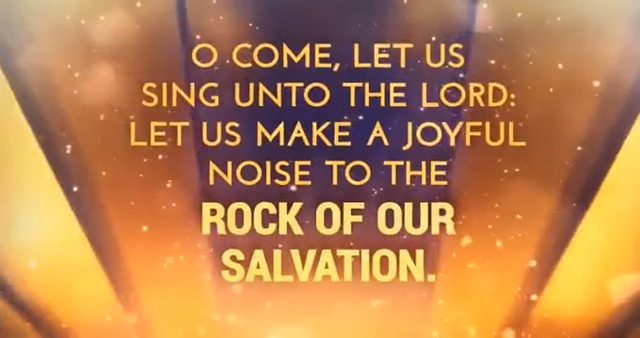 O COME, LET US
SING UNTO THE LORD:
LET US MAKE A JOYFUL
NOISE TO THE
ROCK OF OUR
SALVATION.